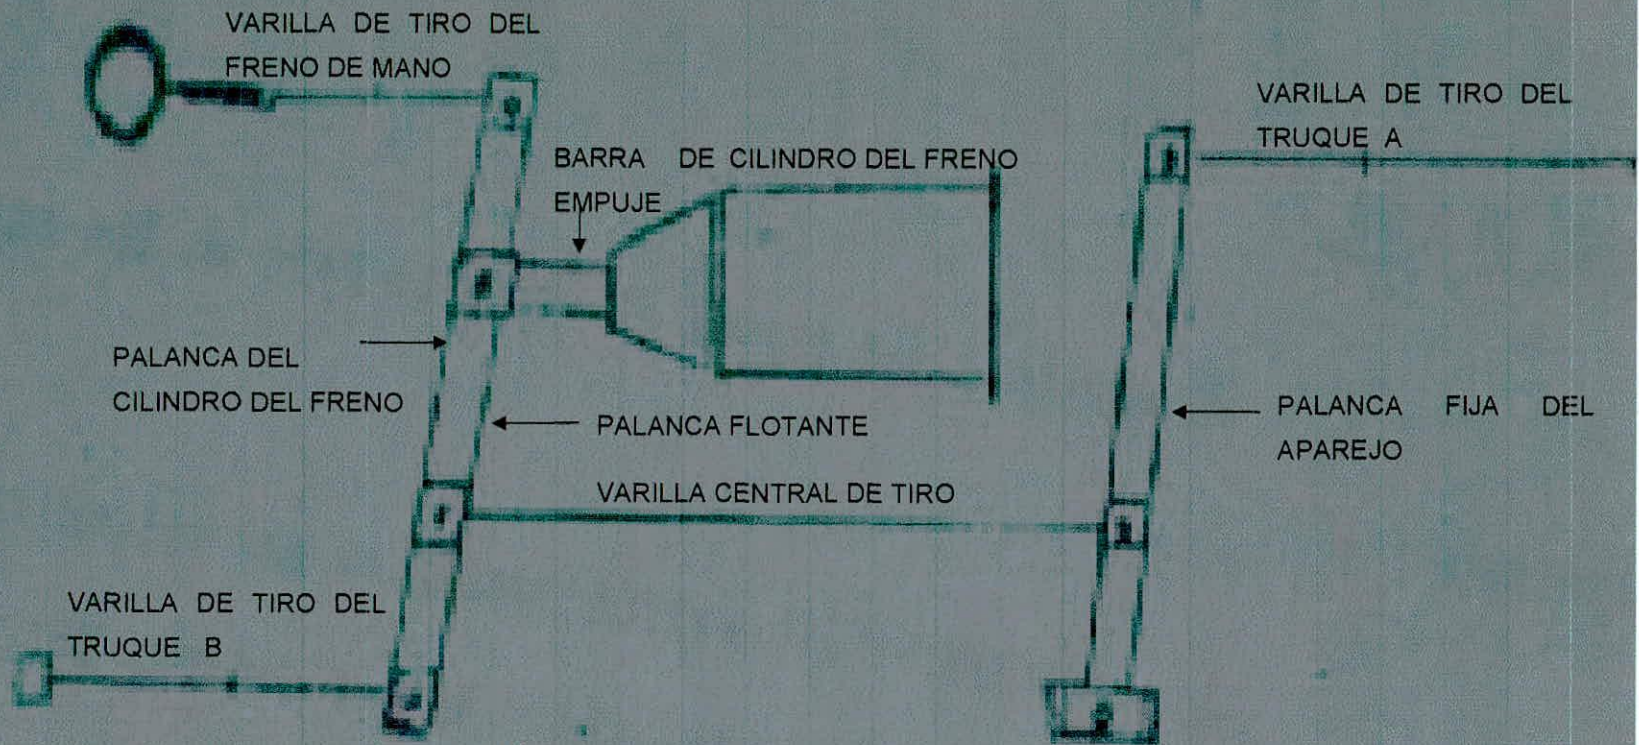 VARILLA DE TIRO DEL
FRENO DE MANO
VARILLA DE TIRO DEL
TRUQUE A
BARRA DE CILINDRO DEL FRENO
EMPUJE
PALANCA DEL
CILINDRO DEL FRENO
PALANCA FLOTANTE
PALANCA FIJA DEL
APAREJO
VARILLA CENTRAL DE TIRO
VARILLA DE TIRO DEL
TRUQUE B